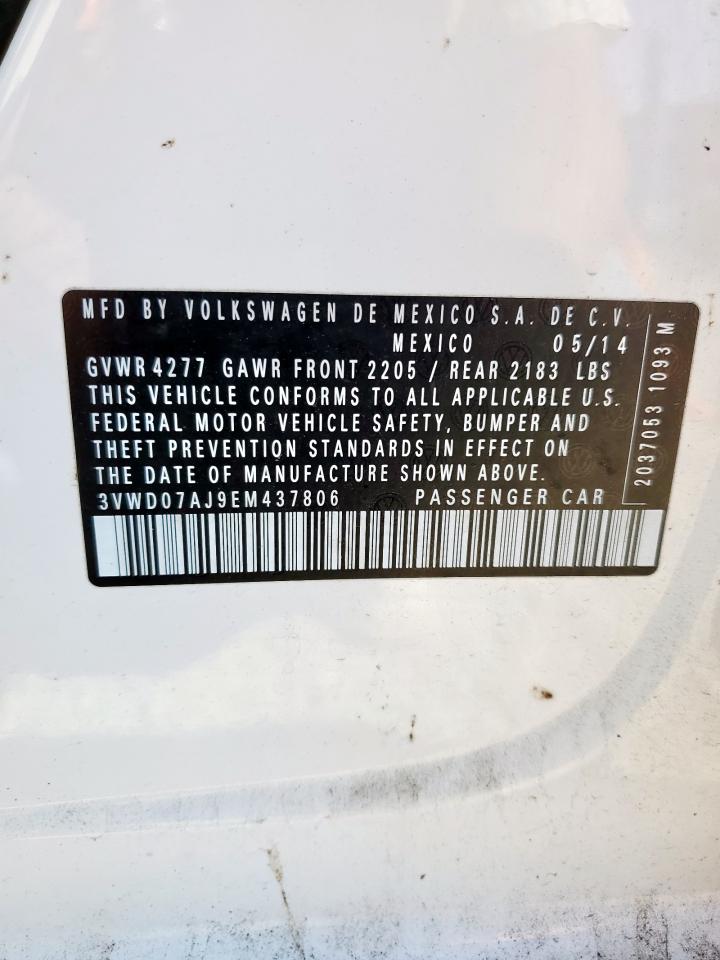 MFD BY VOLKSWAGEN DE MEXICO S.A. DE C.V.
MEXICO 05/14
GVWR 4277 GAWR FRONT 2205 / REAR 2183 LBS
THIS VEHICLE CONFORMS TO ALL APPLICABLE U.S.
FEDERAL MOTOR VEHICLE SAFETY, BUMPER AND
THEFT PREVENTION STANDARDS IN EFFECT ON
THE DATE OF MANUFACTURE SHOWN ABOVE.
3VWD07AJ9EM437806 PASSENGER CAR
2037053 1093 M